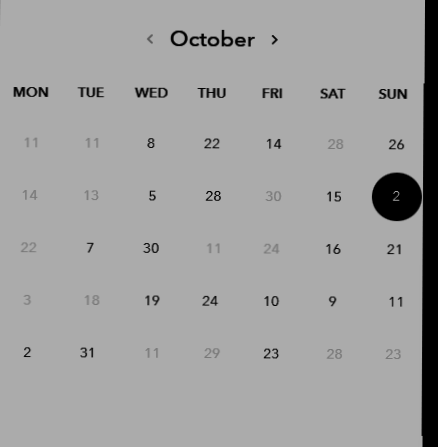 ‹ October ›
MON TUE WED THU FRI SAT SUN
11 11 8 22 14 28 26
14 13 5 28 30 15 2
22 7 30 11 24 16 21
3 18 19 24 10 9 11
2 31 11 29 23 28 23